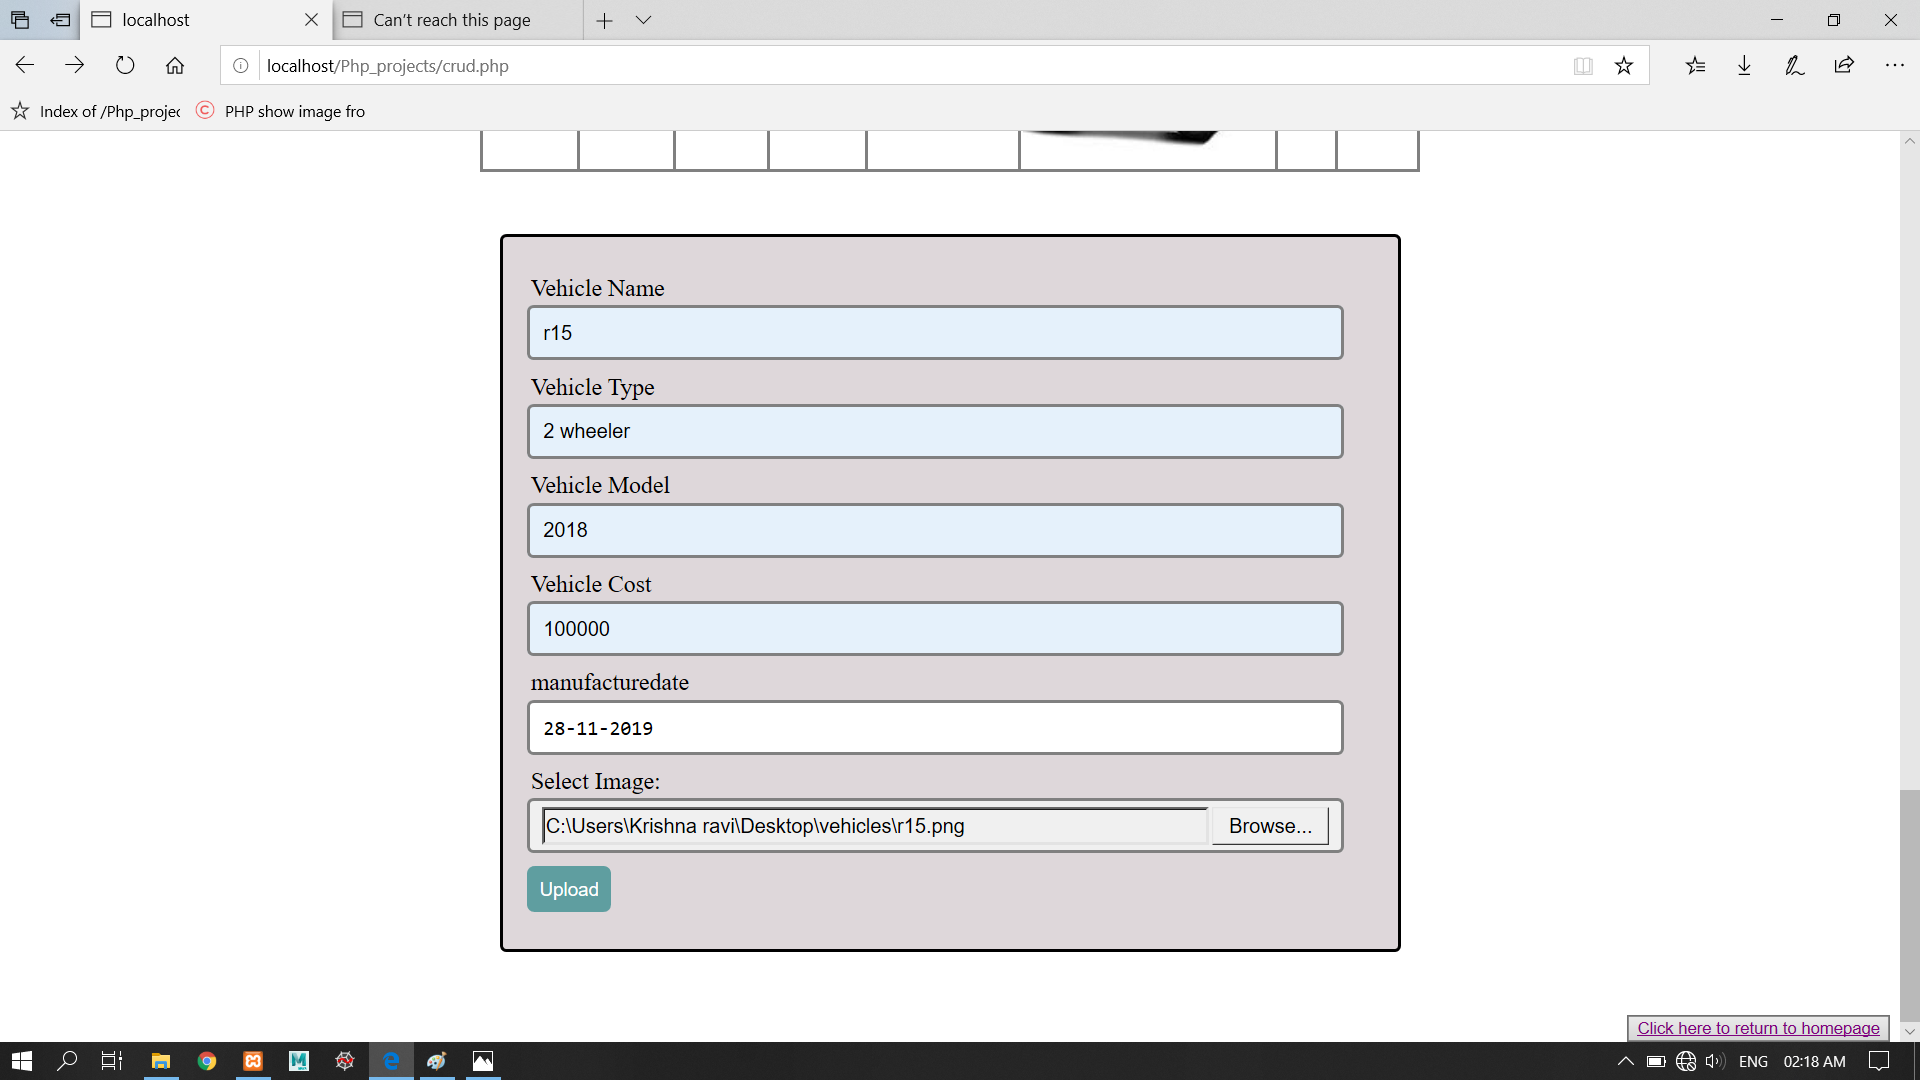 localhost
Can't reach this page
localhost/Php_projects/crud.php
Index of /Php_projec
PHP show image fro
Vehicle Name
r15
Vehicle Type
2 wheeler
Vehicle Model
2018
Vehicle Cost
100000
manufacturedate
28-11-2019
Select Image:
C:\Users\Krishna ravi\Desktop\vehicles\r15.png
Browse...
Upload
Click here to return to homepage
ENG
02:18 AM